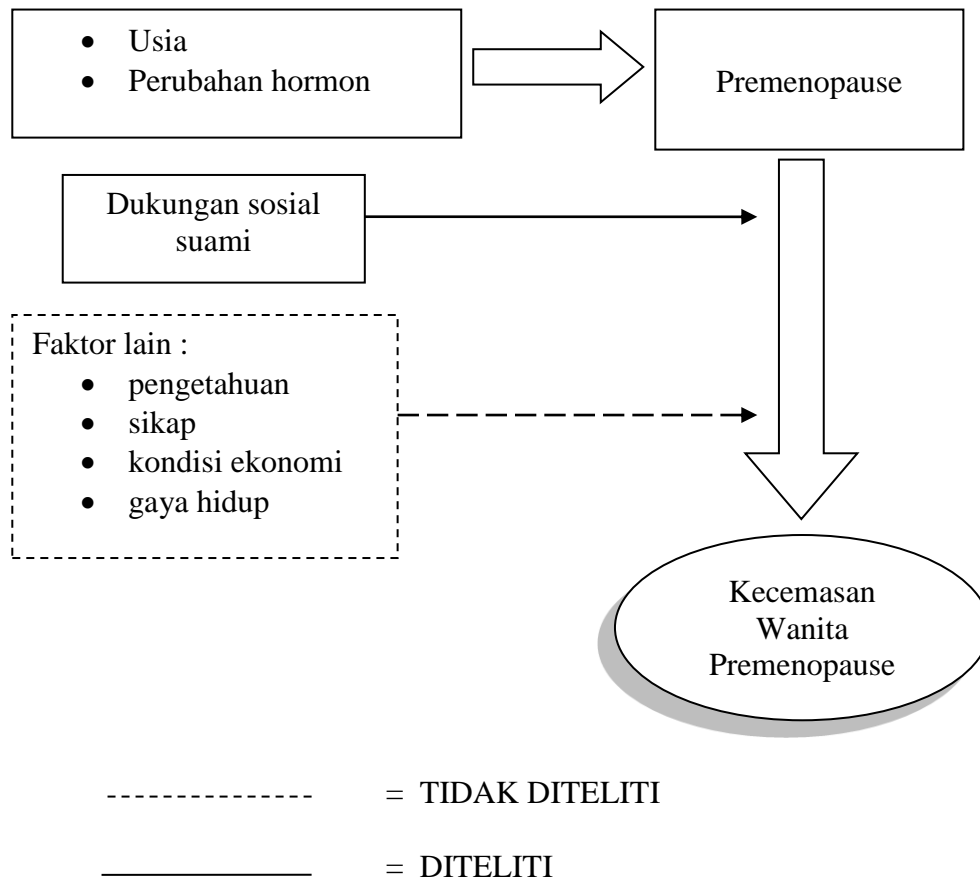 • Usia
• Perubahan hormon
Premenopause
Dukungan sosial
suami
Faktor lain :
• pengetahuan
• sikap
• kondisi ekonomi
• gaya hidup
Kecemasan
Wanita
Premenopause
= TIDAK DITELITI
= DITELITI